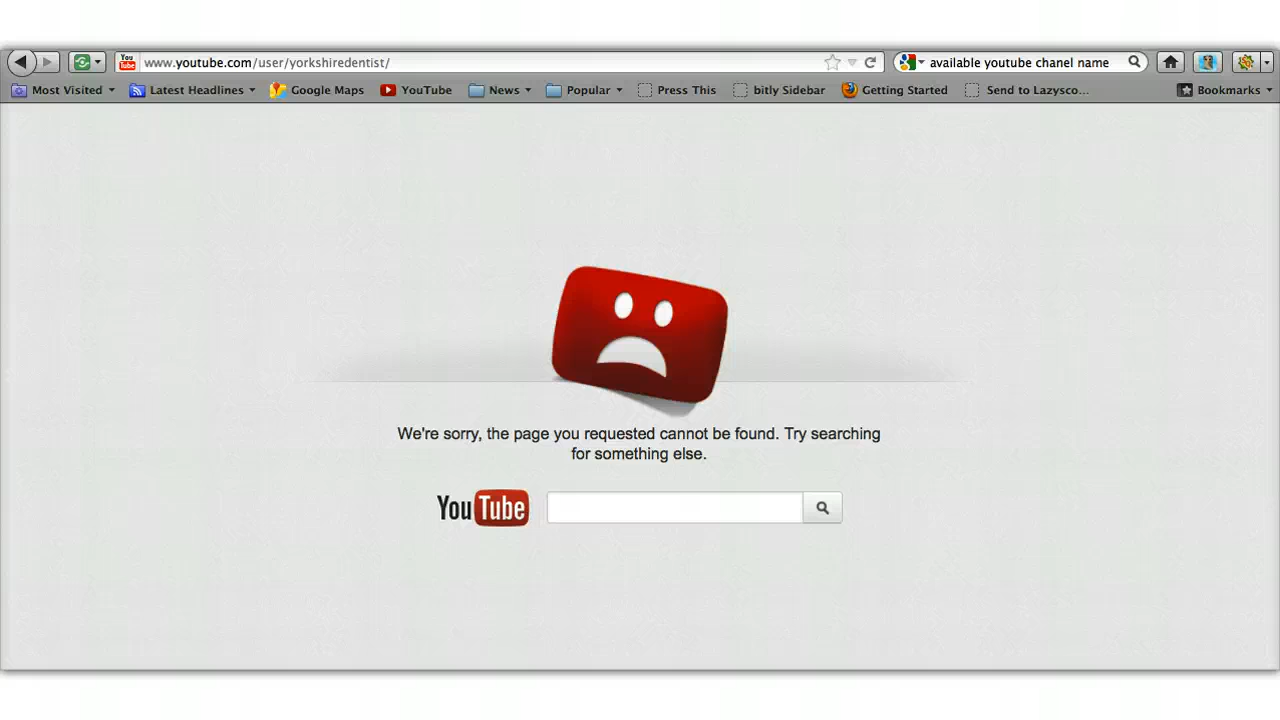 You
Tube
www.youtube.com/user/yorkshiredentist/
available youtube chanel name
Most Visited
Latest Headlines
Google Maps
YouTube
News
Popular
Press This
bitly Sidebar
Getting Started
Send to Lazysco...
Bookmarks
We're sorry, the page you requested cannot be found. Try searching
for something else.
YouTube